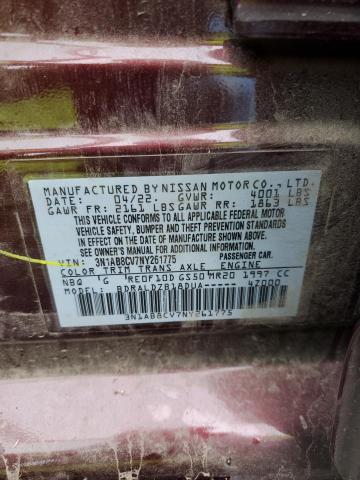 MANUFACTURED BY NISSAN MOTOR CO., LTD.
DATE: 04/22 GVWR: 4001 LBS
GAWR FR: 2161 LBS GAWR RR: 1863 LBS
THIS VEHICLE CONFORMS TO ALL APPLICABLE FEDERAL MOTOR
VEHICLE SAFETY, BUMPER AND THEFT PREVENTION STANDARDS
IN EFFECT ON THE DATE OF MANUFACTURE SHOWN ABOVE.
SEE OWNER'S MANUAL FOR ADDITIONAL INFORMATION.
VIN: 3N1AB8CV7NY261775 PASSENGER CAR.
COLOR TRIM TRANS AXLE ENGINE
NBQ G RE0F10D GS50 MR20 1997 CC
BDRALDZB18DUA----- 47000
3N1AB8CV7NY261775